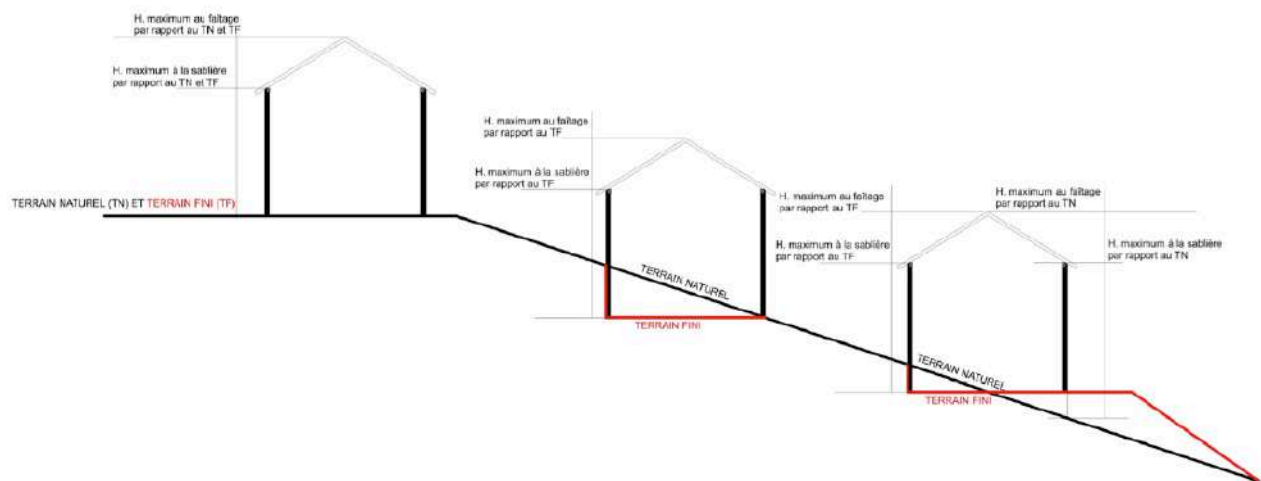 H. maximum au faîtage
par rapport au TN et TF
H. maximum à la sablière
par rapport au TN et TF
TERRAIN NATUREL (TN) ET TERRAIN FINI (TF)
H. maximum au faîtage
par rapport au TF
H. maximum à la sablière
par rapport au TF
TERRAIN NATUREL
TERRAIN FINI
H. maximum au faîtage
par rapport au TF
H. maximum à la sablière
par rapport au TF
H. maximum au faîtage
par rapport au TN
H. maximum à la sablière
par rapport au TN
TERRAIN NATUREL
TERRAIN FINI